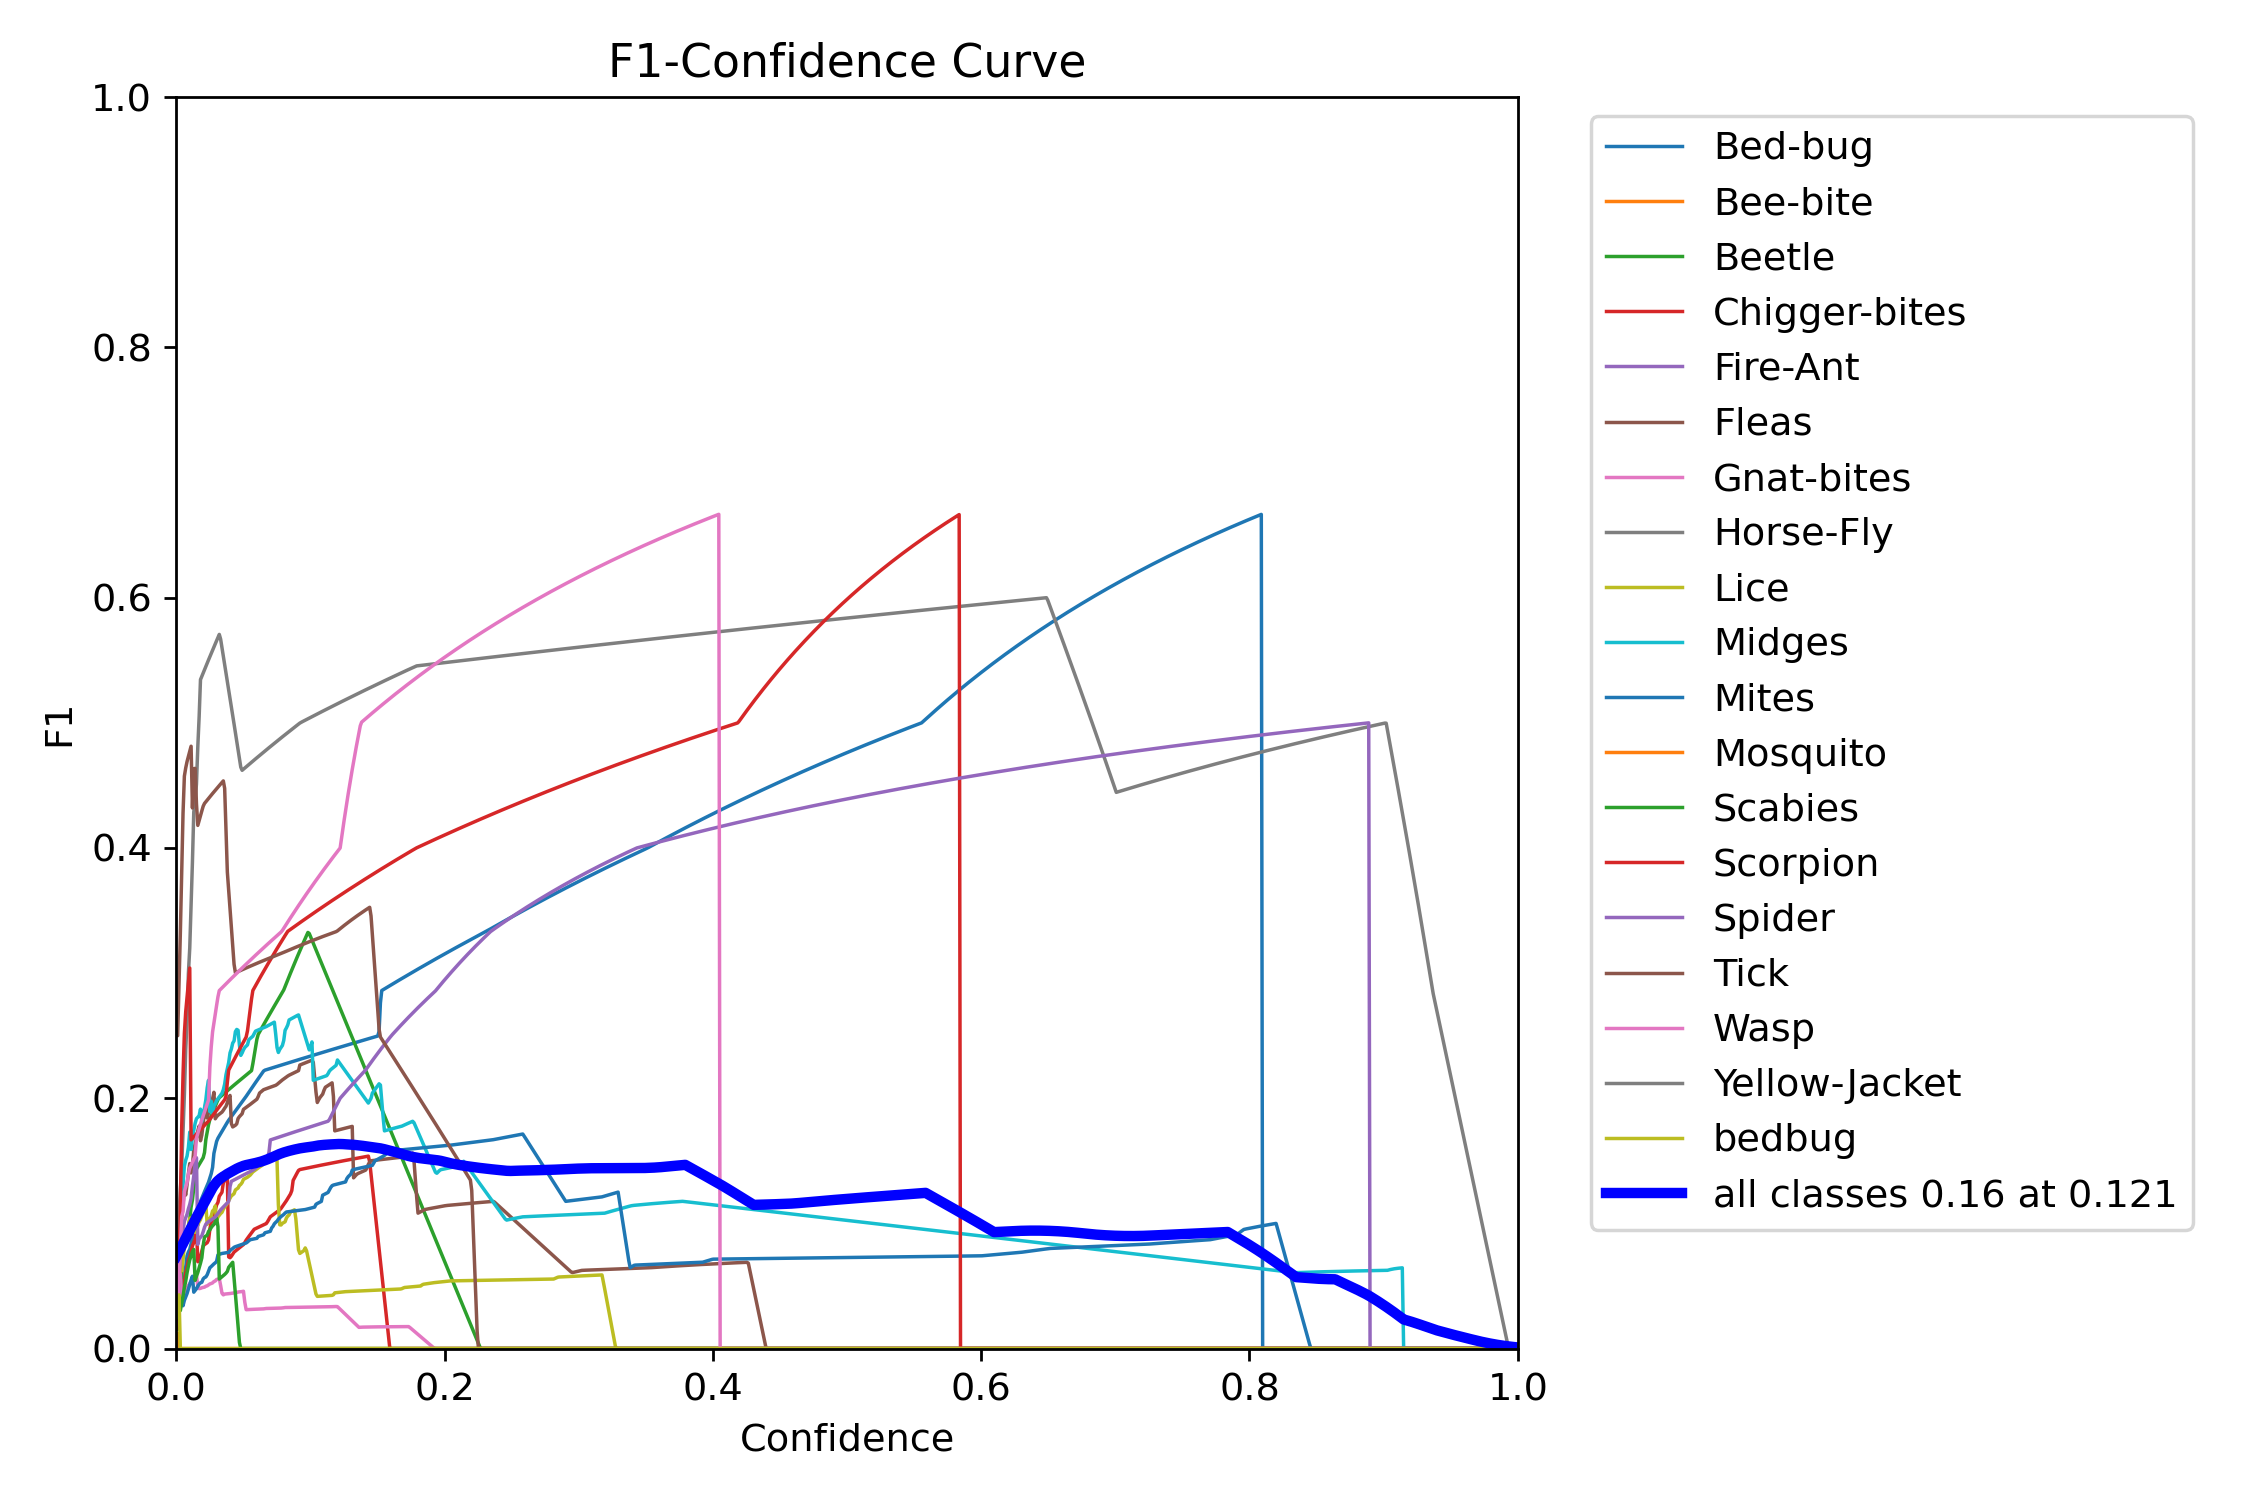 F1-Confidence Curve
1.0
0.8
0.6
0.4
0.2
0.0
F1
0.0 0.2 0.4 0.6 0.8 1.0
Confidence
Bed-bug
Bee-bite
Beetle
Chigger-bites
Fire-Ant
Fleas
Gnat-bites
Horse-Fly
Lice
Midges
Mites
Mosquito
Scabies
Scorpion
Spider
Tick
Wasp
Yellow-Jacket
bedbug
all classes 0.16 at 0.121